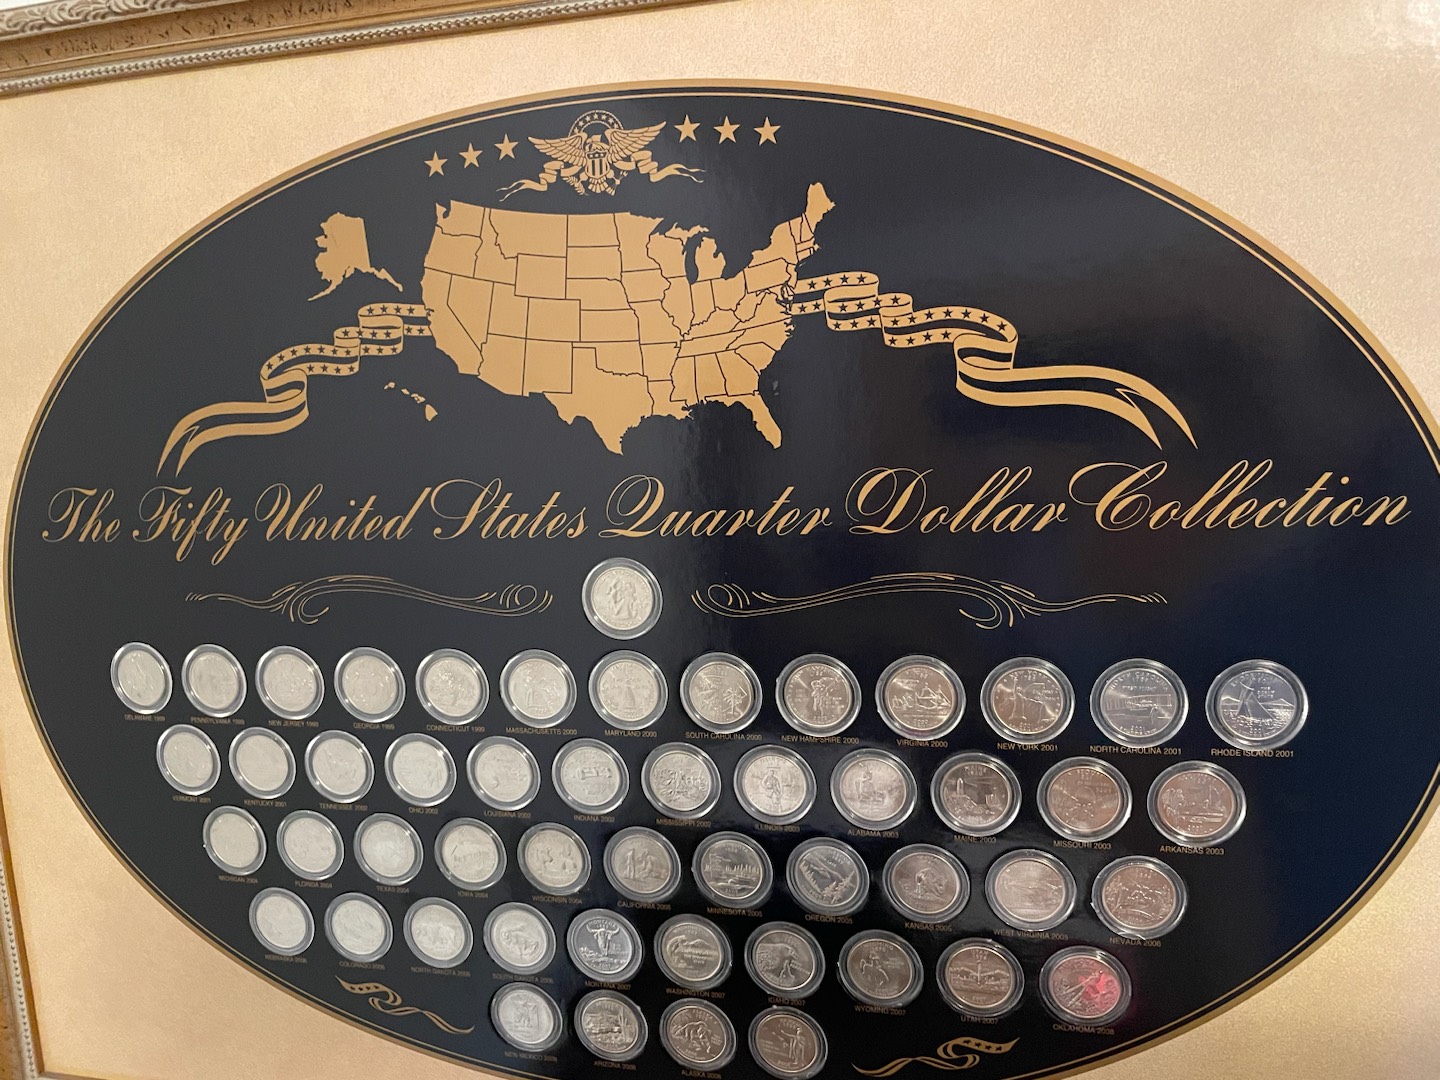 The Fifty United States Quarter Dollar Collection
DELAWARE 1999 PENNSYLVANIA 1999 NEW JERSEY 1999 GEORGIA 1999 CONNECTICUT 1999 MASSACHUSETTS 2000 MARYLAND 2000 SOUTH CAROLINA 2000 NEW HAMPSHIRE 2000 VIRGINIA 2000 NEW YORK 2001 NORTH CAROLINA 2001 RHODE ISLAND 2001
VERMONT 2001 KENTUCKY 2001 TENNESSEE 2002 OHIO 2002 LOUISIANA 2002 INDIANA 2002 MISSISSIPPI 2002 ILLINOIS 2003 ALABAMA 2003 MAINE 2003 MISSOURI 2003 ARKANSAS 2003
MICHIGAN 2004 FLORIDA 2004 TEXAS 2004 IOWA 2004 WISCONSIN 2004 CALIFORNIA 2005 MINNESOTA 2005 OREGON 2005 KANSAS 2005 WEST VIRGINIA 2005 NEVADA 2006
NEBRASKA 2006 COLORADO 2006 NORTH DAKOTA 2006 SOUTH DAKOTA 2006 MONTANA 2007 WASHINGTON 2007 IDAHO 2007 WYOMING 2007 UTAH 2007 OKLAHOMA 2008
NEW MEXICO 2008 ARIZONA 2008 ALASKA 2008